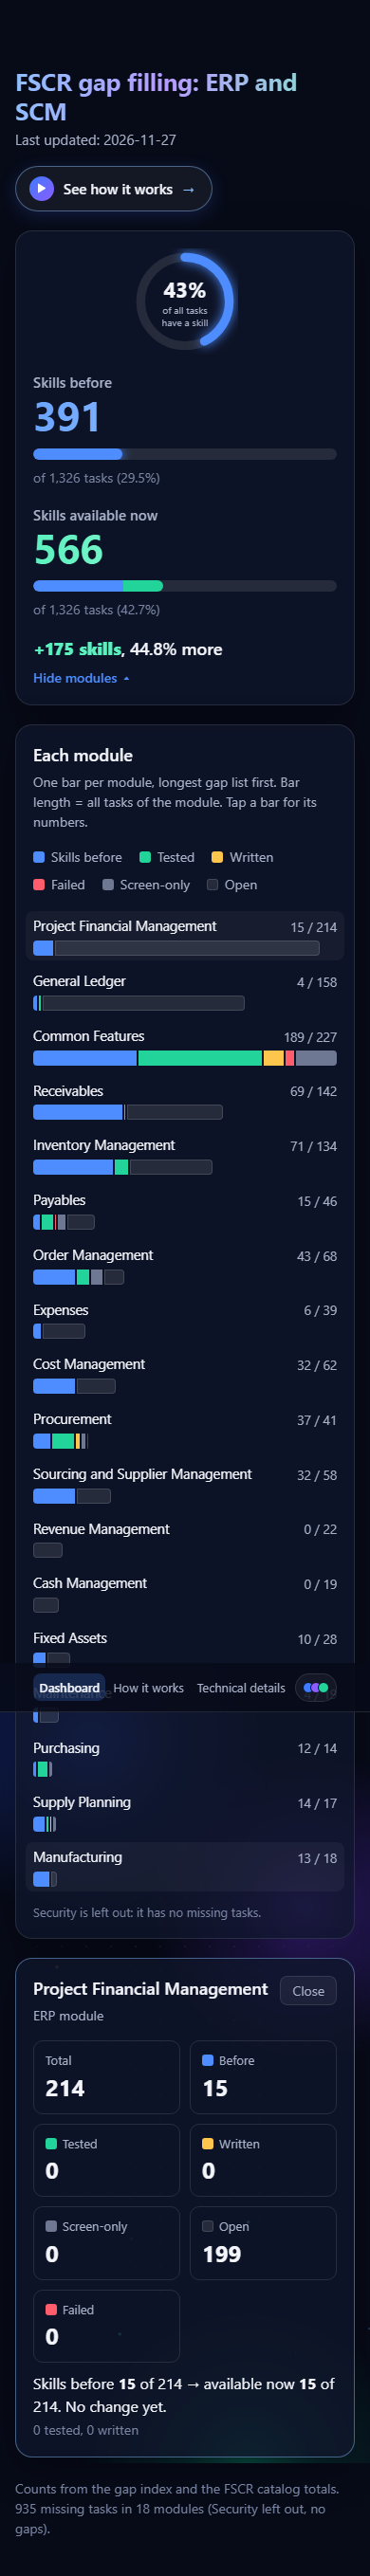 FSCR gap filling: ERP and
SCM
Last updated: 2026-11-27
See how it works →
43%
of all tasks
have a skill
Skills before
391
of 1,326 tasks (29.5%)
Skills available now
566
of 1,326 tasks (42.7%)
+175 skills, 44.8% more
Hide modules
Each module
One bar per module, longest gap list first. Bar
length = all tasks of the module. Tap a bar for its
numbers.
Skills before Tested Written
Failed Screen-only Open
Project Financial Management 15 / 214
General Ledger 4 / 158
Common Features 189 / 227
Receivables 69 / 142
Inventory Management 71 / 134
Payables 15 / 46
Order Management 43 / 68
Expenses 6 / 39
Cost Management 32 / 62
Procurement 37 / 41
Sourcing and Supplier Management 32 / 58
Revenue Management 0 / 22
Cash Management 0 / 19
Fixed Assets 10 / 28
Dashboard How it works Technical details
Purchasing 12 / 14
Supply Planning 14 / 17
Manufacturing 13 / 18
Security is left out: it has no missing tasks.
Project Financial Management Close
ERP module
Total Before
214 15
Tested Written
0 0
Screen-only Open
0 199
Failed
0
Skills before 15 of 214 → available now 15 of
214. No change yet.
0 tested, 0 written
Counts from the gap index and the FSCR catalog totals.
935 missing tasks in 18 modules (Security left out, no
gaps).